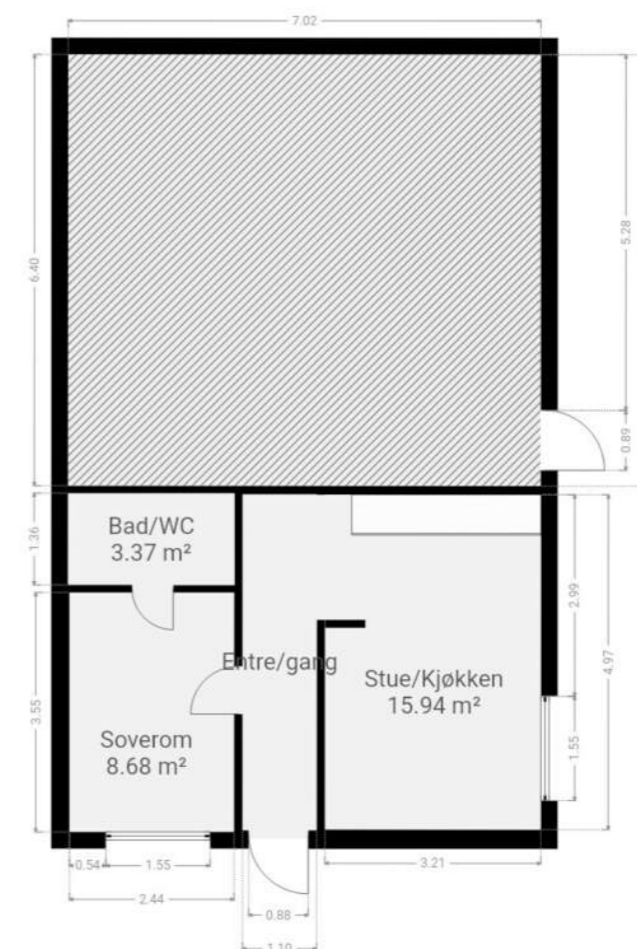 7.02
6.40
5.28
0.89
Bad/WC
3.37 m²
1.36
2.99
4.97
Entre/gang
Stue/Kjøkken
15.94 m²
3.55
Soverom
8.68 m²
1.55
0.54
1.55
3.21
2.44
0.88
1.10